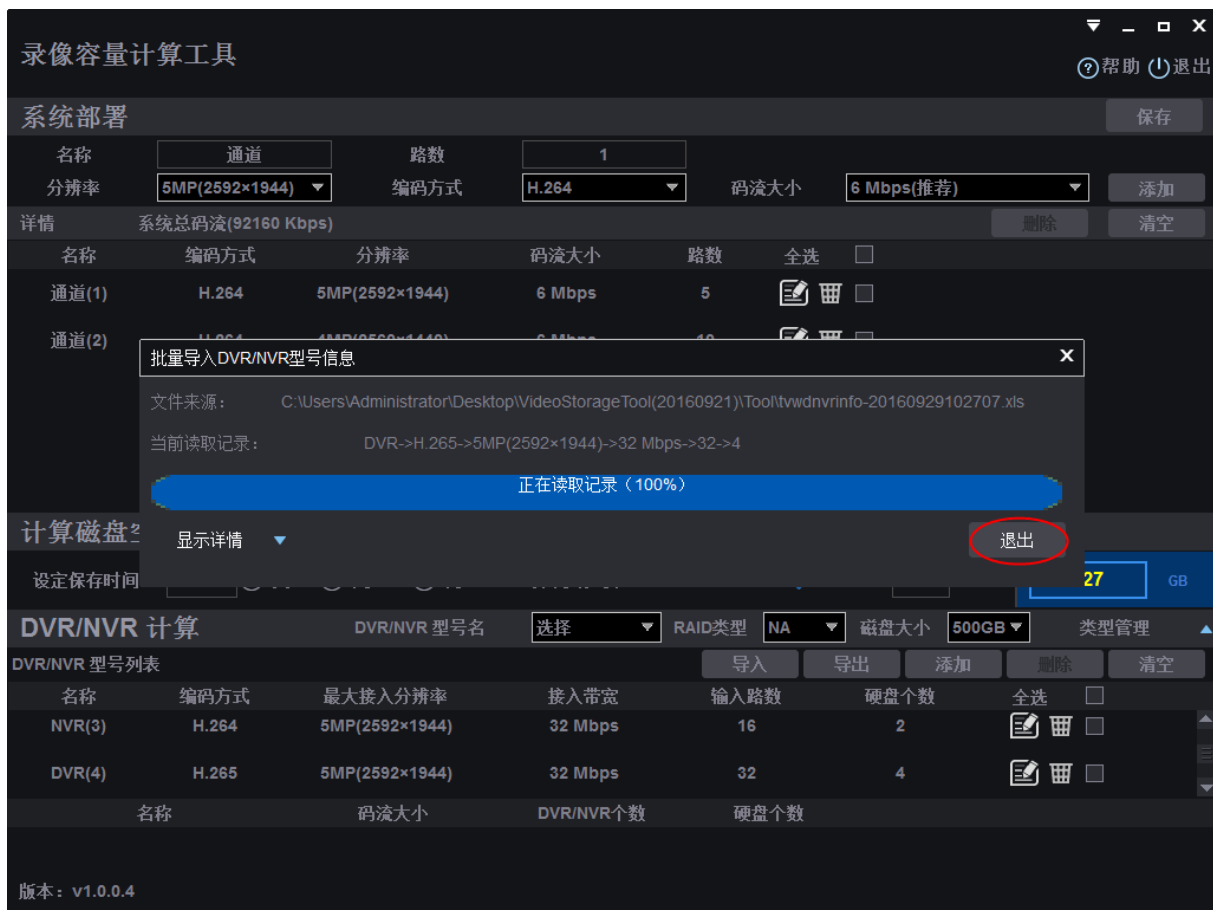 录像容量计算工具
帮助 退出
系统部署 保存
名称 通道 路数 1
分辨率 5MP(2592×1944) 编码方式 H.264 码流大小 6 Mbps(推荐) 添加
详情 系统总码流(92160 Kbps) 删除 清空
名称 编码方式 分辨率 码流大小 路数 全选
通道(1) H.264 5MP(2592×1944) 6 Mbps 5
通道(2)
批量导入DVR/NVR型号信息 X
文件来源: C:\Users\Administrator\Desktop\VideoStorageTool(20160921)\Tool\tvwdnvrinfo-20160929102707.xls
当前读取记录: DVR->H.265->5MP(2592×1944)->32 Mbps->32->4
正在读取记录（100%）
计算磁盘
显示详情 退出
设定保存时间 27 GB
DVR/NVR 计算 DVR/NVR 型号名 选择 RAID类型 NA 磁盘大小 500GB 类型管理
DVR/NVR 型号列表 导入 导出 添加 删除 清空
名称 编码方式 最大接入分辨率 接入带宽 输入路数 硬盘个数 全选
NVR(3) H.264 5MP(2592×1944) 32 Mbps 16 2
DVR(4) H.265 5MP(2592×1944) 32 Mbps 32 4
名称 码流大小 DVR/NVR个数 硬盘个数
版本: v1.0.0.4